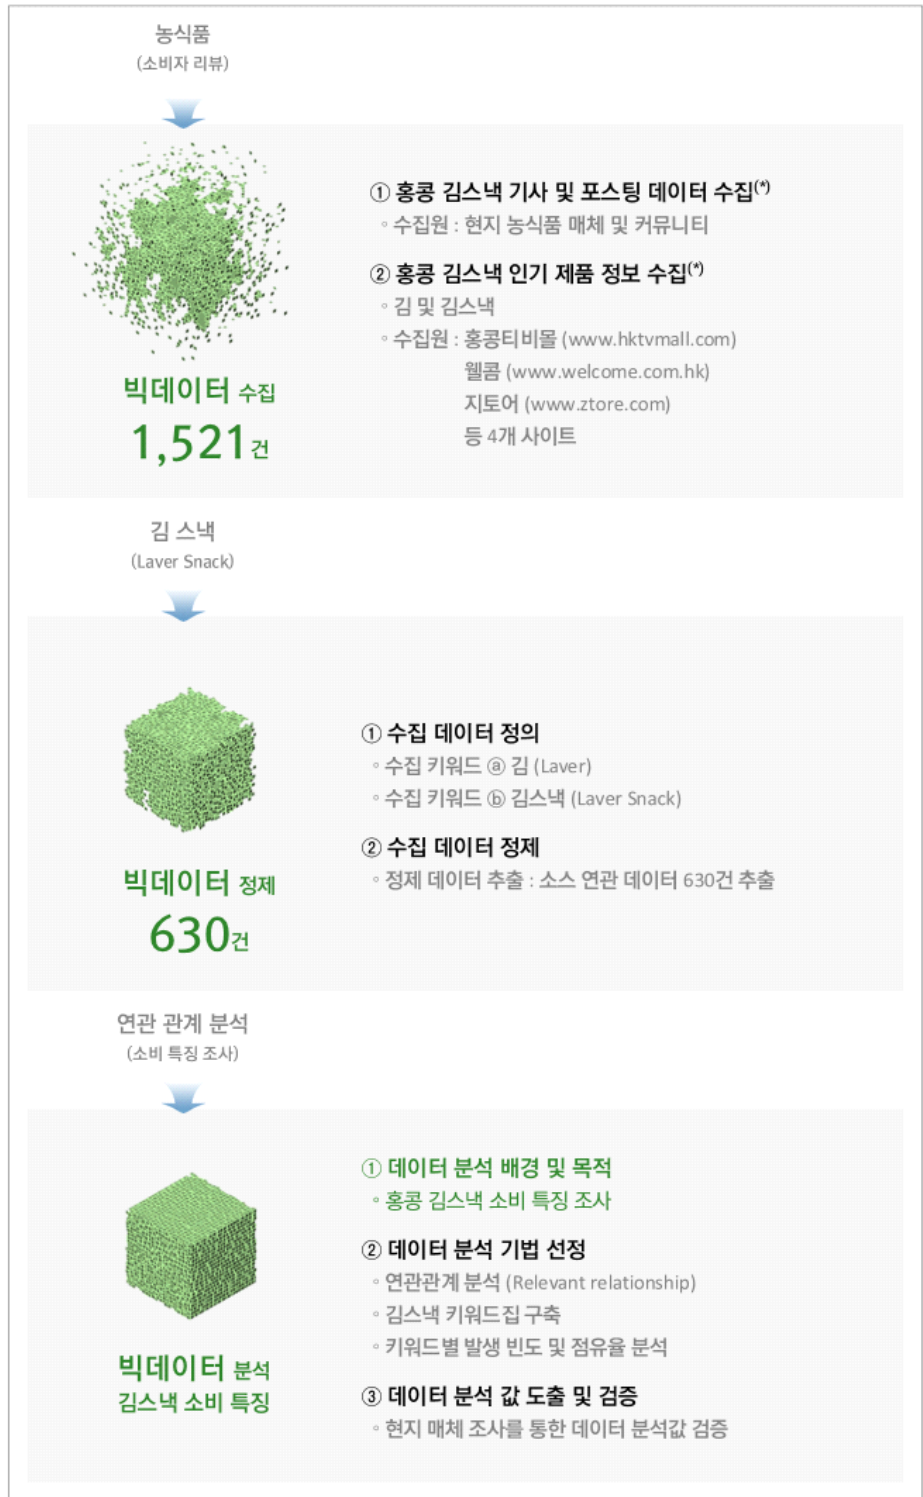 농식품
(소비자 리뷰)
① 홍콩 김스낵 기사 및 포스팅 데이터 수집(*)
◦ 수집원 : 현지 농식품 매체 및 커뮤니티
② 홍콩 김스낵 인기 제품 정보 수집(*)
◦ 김 및 김스낵
◦ 수집원 : 홍콩티비몰 (www.hktvmall.com)
웰콤 (www.welcome.com.hk)
지토어 (www.ztore.com)
등 4개 사이트
빅데이터 수집
1,521건
김 스낵
(Laver Snack)
① 수집 데이터 정의
◦ 수집 키워드 ⓐ 김 (Laver)
◦ 수집 키워드 ⓑ 김스낵 (Laver Snack)
② 수집 데이터 정제
◦ 정제 데이터 추출 : 소스 연관 데이터 630건 추출
빅데이터 정제
630건
연관 관계 분석
(소비 특징 조사)
① 데이터 분석 배경 및 목적
◦ 홍콩 김스낵 소비 특징 조사
② 데이터 분석 기법 선정
◦ 연관관계 분석 (Relevant relationship)
◦ 김스낵 키워드집 구축
◦ 키워드별 발생 빈도 및 점유율 분석
③ 데이터 분석 값 도출 및 검증
◦ 현지 매체 조사를 통한 데이터 분석값 검증
빅데이터 분석
김스낵 소비 특징